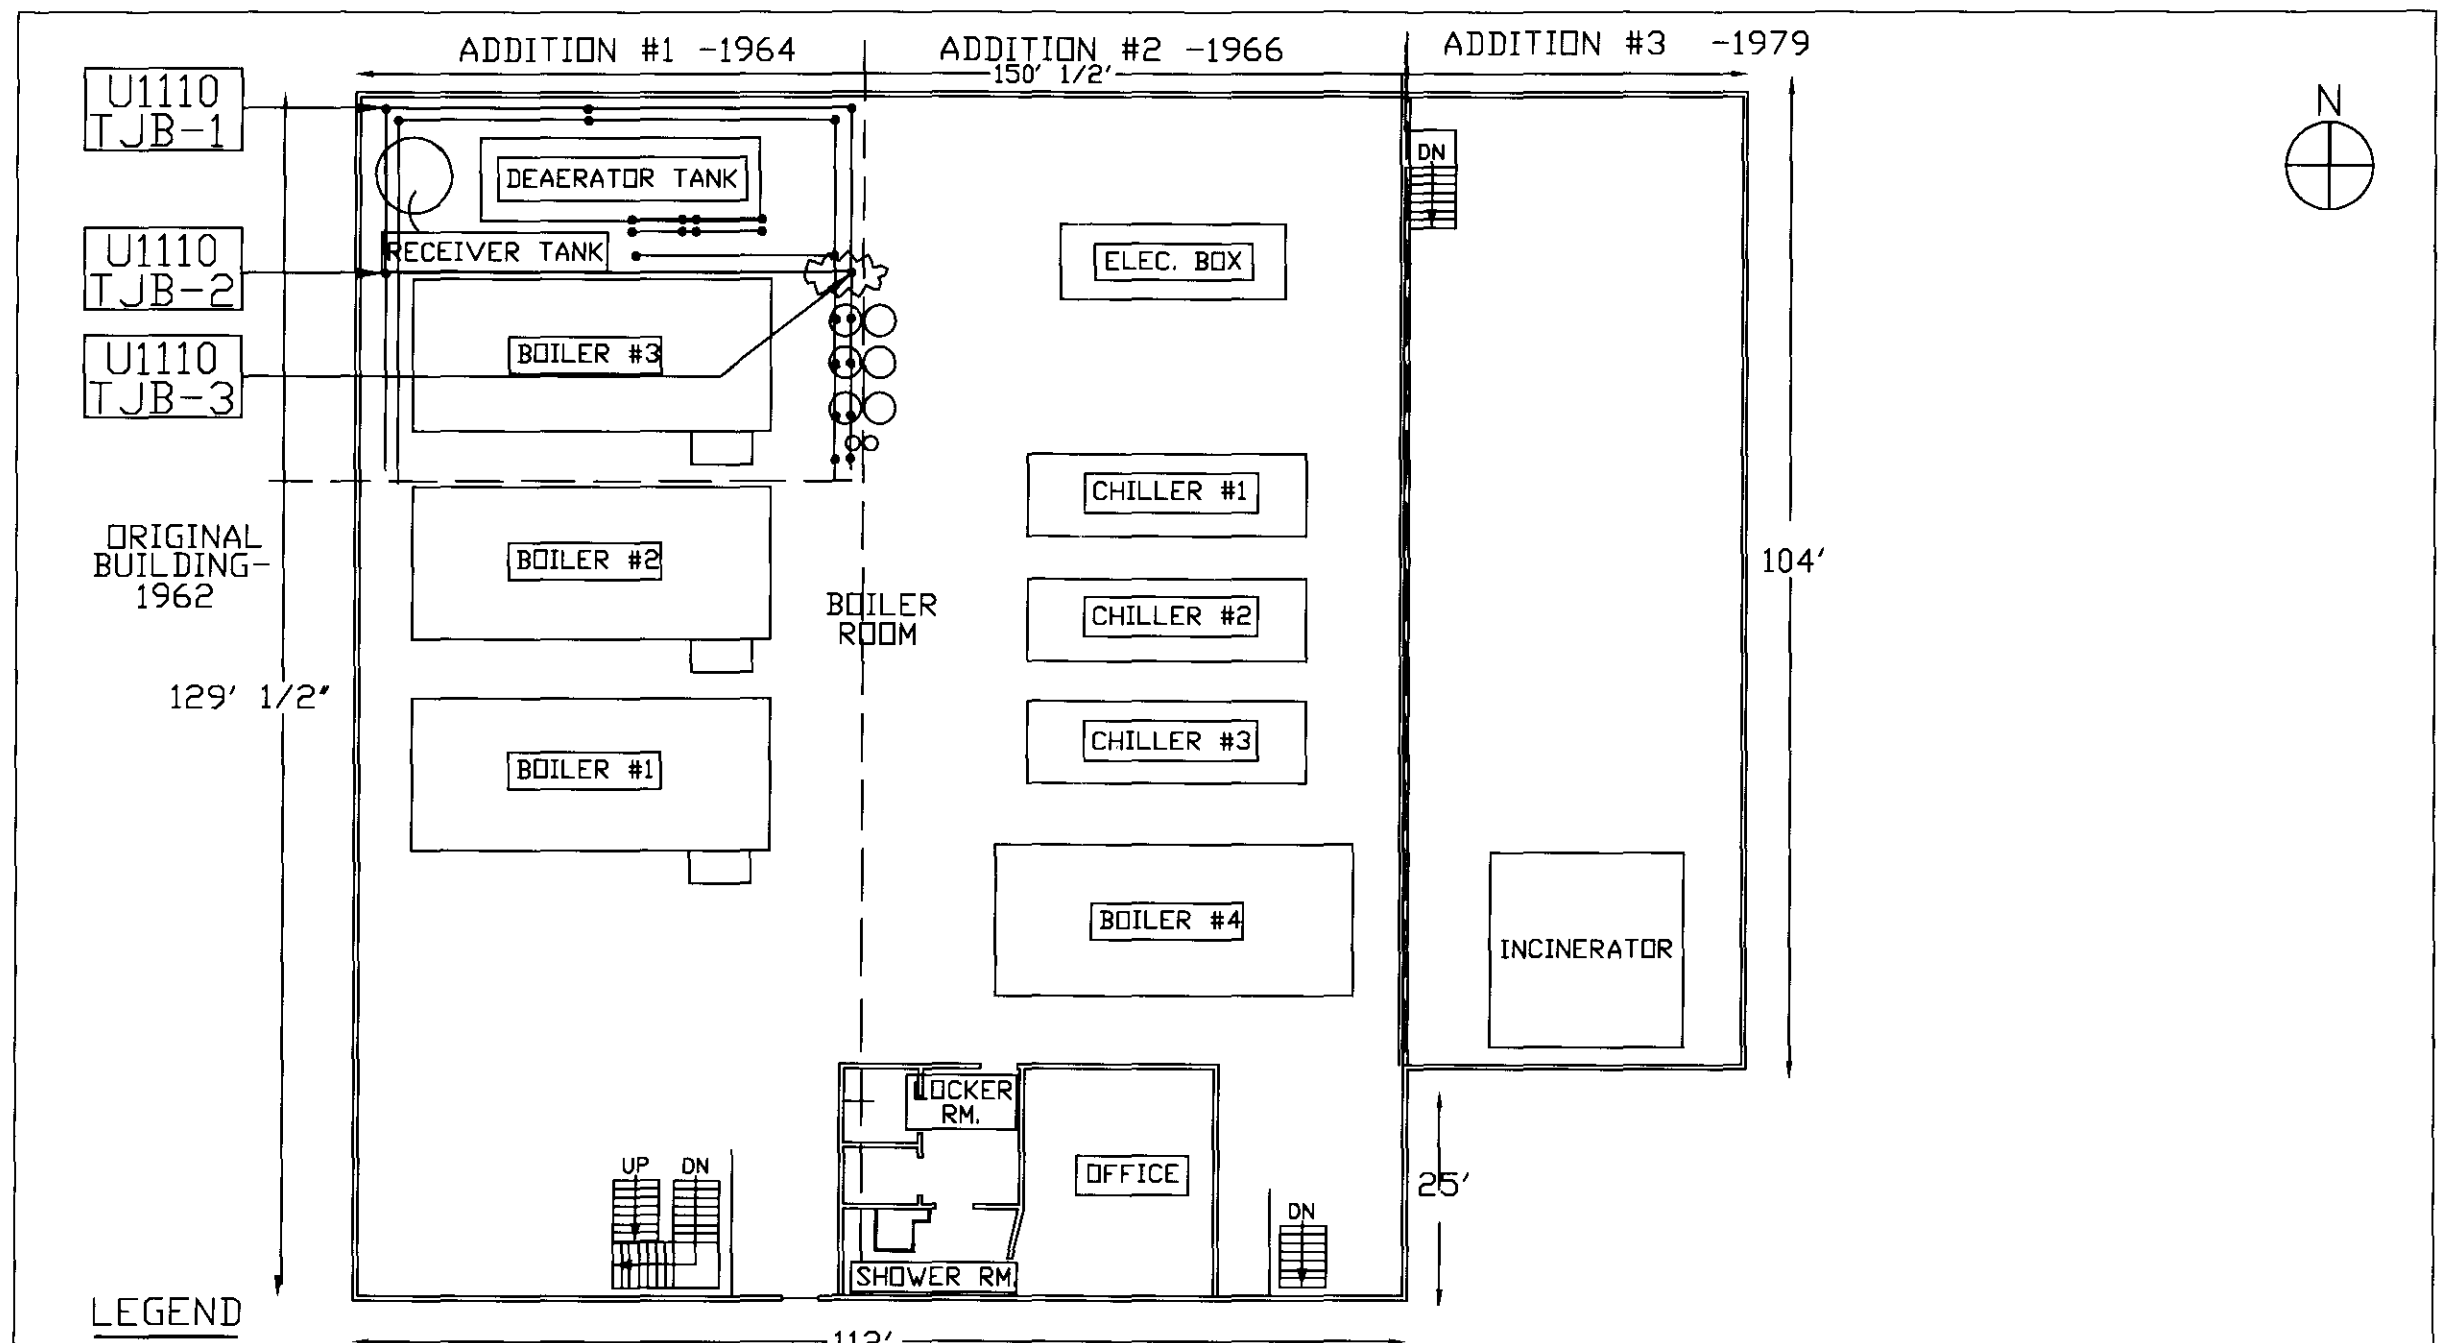 ADDITION #1 -1964
ADDITION #2 -1966
ADDITION #3 -1979
150' 1/2'
U1110
TJB-1
N
DN
DEAERATOR TANK
U1110
TJB-2
RECEIVER TANK
ELEC. BOX
U1110
TJB-3
BOILER #3
CHILLER #1
ORIGINAL
BUILDING-
1962
BOILER #2
104'
BOILER
ROOM
CHILLER #2
129' 1/2"
CHILLER #3
BOILER #1
BOILER #4
INCINERATOR
LOCKER
RM.
UP
DN
OFFICE
25'
DN
SHOWER RM
LEGEND
112'